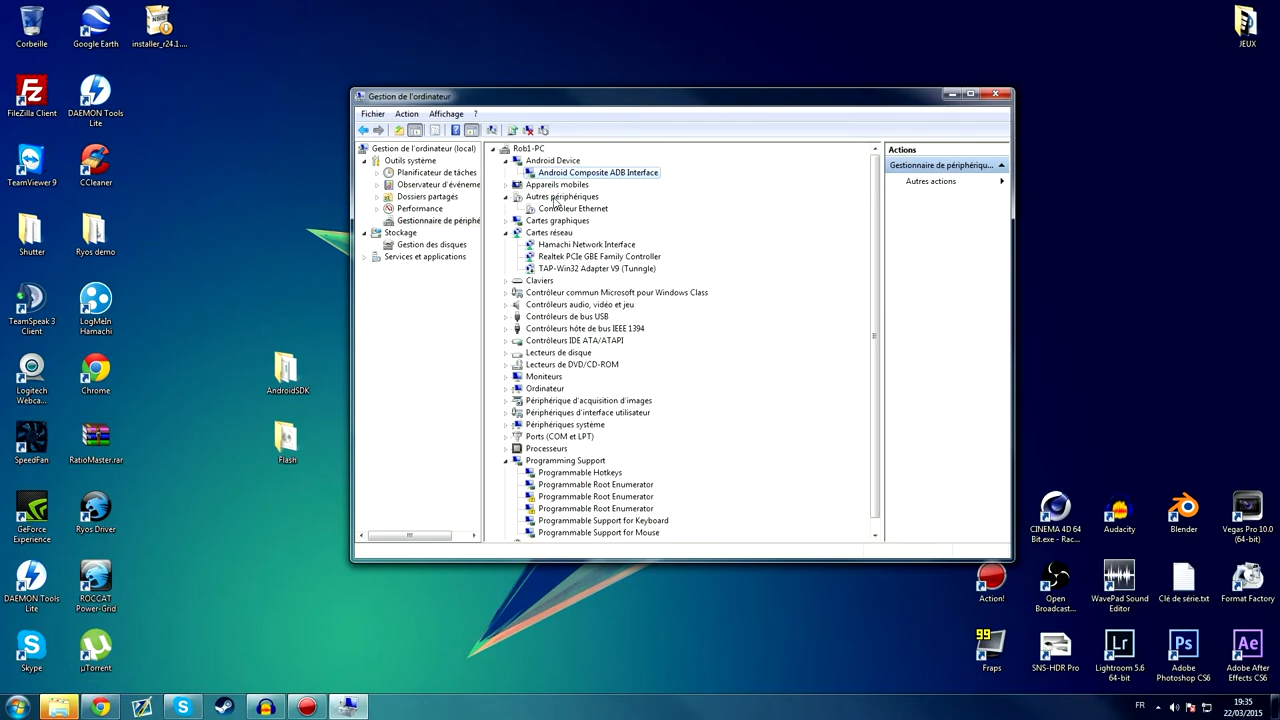 Corbeille
Google Earth
installer_r24.1....
JEUX
FileZilla Client
DAEMON Tools
Lite
TeamViewer 9
CCleaner
Shutter
Ryos demo
TeamSpeak 3
Client
LogMeIn
Hamachi
Logitech
Webca...
Chrome
AndroidSDK
SpeedFan
RatioMaster.rar
Flash
GeForce
Experience
Ryos Driver
DAEMON Tools
Lite
ROCCAT
Power-Grid
Skype
µTorrent
Gestion de l'ordinateur
Fichier
Action
Affichage
?
Gestion de l'ordinateur (local)
Outils système
Planificateur de tâches
Observateur d'événeme
Dossiers partagés
Performance
Gestionnaire de périphé
Stockage
Gestion des disques
Services et applications
Rob1-PC
Android Device
Android Composite ADB Interface
Appareils mobiles
Autres périphériques
Contrôleur Ethernet
Cartes graphiques
Cartes réseau
Hamachi Network Interface
Realtek PCIe GBE Family Controller
TAP-Win32 Adapter V9 (Tunngle)
Claviers
Contrôleur commun Microsoft pour Windows Class
Contrôleurs audio, vidéo et jeu
Contrôleurs de bus USB
Contrôleurs hôte de bus IEEE 1394
Contrôleurs IDE ATA/ATAPI
Lecteurs de disque
Lecteurs de DVD/CD-ROM
Moniteurs
Ordinateur
Périphérique d'acquisition d'images
Périphériques d'interface utilisateur
Périphériques système
Ports (COM et LPT)
Processeurs
Programming Support
Programmable Hotkeys
Programmable Root Enumerator
Programmable Root Enumerator
Programmable Root Enumerator
Programmable Support for Keyboard
Programmable Support for Mouse
Actions
Gestionnaire de périphériqu...
Autres actions
CINEMA 4D 64
Bit.exe - Rac...
Audacity
Blender
Vegas Pro 10.0
(64-bit)
Action!
Open
Broadcast...
WavePad Sound
Editor
Clé de série.txt
Format Factory
99
Fraps
SNS-HDR Pro
Lr
Lightroom 5.6
64-bit
Ps
Adobe
Photoshop CS6
Ae
Adobe After
Effects CS6
FR
19:35
22/03/2015